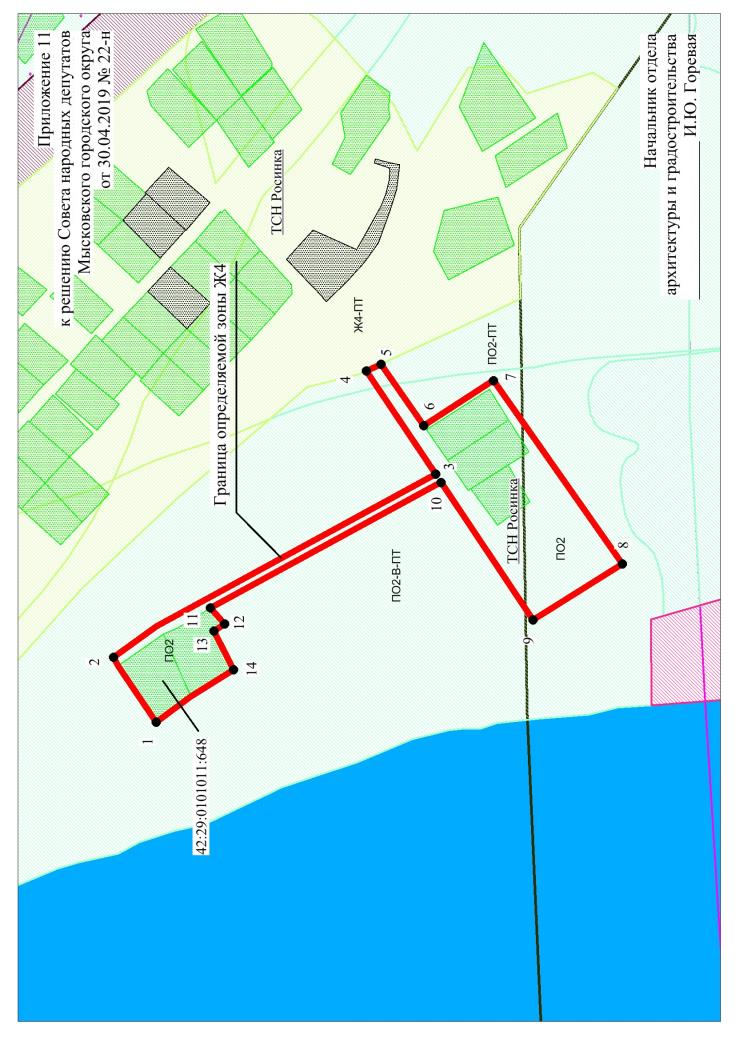 Приложение 11
к решению Совета народных депутатов
Мысковского городского округа
от 30.04.2019 № 22-н
ТСН Росинка
Граница определяемой зоны Ж4
Ж4-ПТ
4
5
ПО2-ПТ
6
7
3
10
ТСН Росинка
ПО2
8
9
ПО2-В-ПТ
11
12
13
14
2
ПО2
1
42:29:0101011:648
Начальник отдела
архитектуры и градостроительства
И.Ю. Горевая